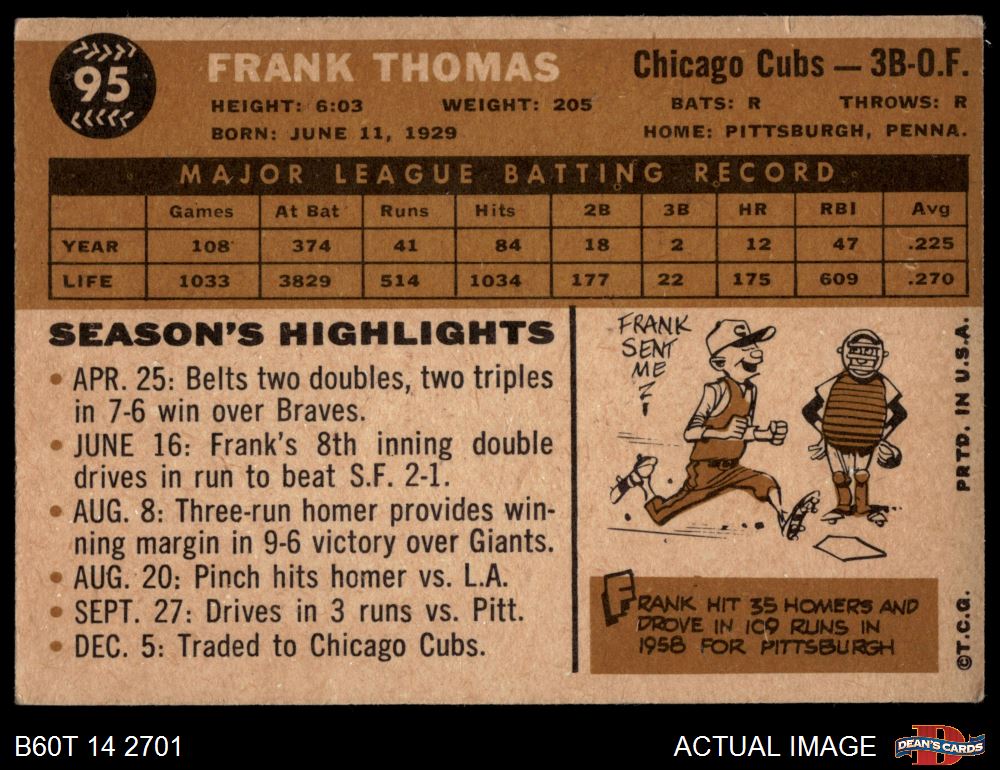 95
FRANK THOMAS
Chicago Cubs — 3B-O.F.
HEIGHT: 6:03 WEIGHT: 205 BATS: R THROWS: R
BORN: JUNE 11, 1929 HOME: PITTSBURGH, PENNA.
MAJOR LEAGUE BATTING RECORD
Games At Bat Runs Hits 2B 3B HR RBI Avg
YEAR 108 374 41 84 18 2 12 47 .225
LIFE 1033 3829 514 1034 177 22 175 609 .270
SEASON'S HIGHLIGHTS
• APR. 25: Belts two doubles, two triples
in 7-6 win over Braves.
• JUNE 16: Frank's 8th inning double
drives in run to beat S.F. 2-1.
• AUG. 8: Three-run homer provides win-
ning margin in 9-6 victory over Giants.
• AUG. 20: Pinch hits homer vs. L.A.
• SEPT. 27: Drives in 3 runs vs. Pitt.
• DEC. 5: Traded to Chicago Cubs.
FRANK
SENT
ME
?
!
C
FRANK HIT 35 HOMERS AND
DROVE IN 109 RUNS IN
1958 FOR PITTSBURGH
©T.C.G. PRTD. IN U.S.A.
B60T 14 2701
ACTUAL IMAGE
D
DEAN'S CARDS